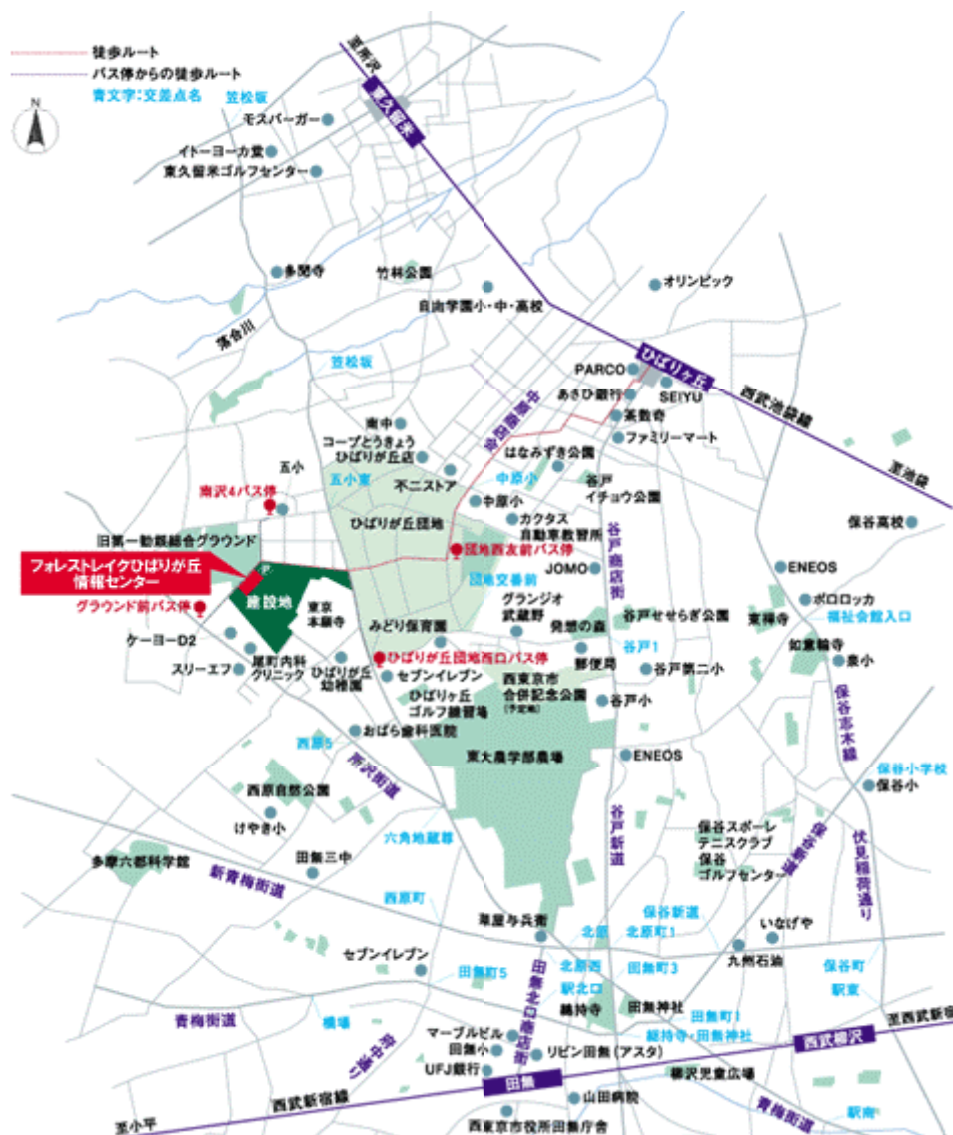 徒歩ルート
バス停からの徒歩ルート
青文字:交差点名
N
笠松坂
モスバーガー
イトーヨーカ堂
東久留米ゴルフセンター
至所沢
東久留米
多聞寺
竹林公園
自由学園小・中・高校
オリンピック
落合川
笠松坂
PARCO
ひばりヶ丘
あさひ銀行
SEIYU
西武池袋線
茶数奇
ファミリーマート
至池袋
中原商店会
南中
コープとうきょう
ひばりが丘店
はなみずき公園
五小
五小東
不二ストア
中原小
中原小
谷戸
イチョウ公園
南沢4バス停
ひばりが丘団地
カクタス
自動車教習所
谷戸商店街
保谷高校
旧第一勧銀総合グラウンド
団地西友前バス停
フォレストレイクひばりが丘
情報センター
P
団地交番前
JOMO
ENEOS
グラウンド前バス停
建設地
東京
本願寺
グランジオ
武蔵野
ポロロッカ
福祉会館入口
みどり保育園
発想の森
谷戸せせらぎ公園
東禅寺
ケーヨーD2
谷戸1
如意輪寺
スリーエフ
尾町内科
クリニック
ひばりが丘
幼稚園
ひばりが丘団地西口バス停
郵便局
谷戸第二小
泉小
セブンイレブン
西東京市
合併記念公園
(予定地)
ひばりヶ丘
ゴルフ練習場
谷戸小
保谷志木線
おばら歯科医院
西原5
所沢街道
東大農学部農場
ENEOS
保谷小学校
保谷小
西原自然公園
けやき小
谷戸新道
六角地蔵尊
保谷スポーレ
テニスクラブ
保谷
ゴルフセンター
保谷新道
伏見稲荷通り
多摩六都科学館
田無三中
新青梅街道
西原町
保谷新道
いなげや
北原
北原町1
九州石油
セブンイレブン
田無町5
北原西
田無町3
保谷町
駅北口
駅東
青梅街道
橋場
総持寺
田無神社
田無町1
至西武新宿
府中通り
マーブルビル
田無北口商店街
総持寺・田無神社
西武柳沢
田無小
リビン田無(アスタ)
UFJ銀行
田無
柳沢児童広場
西武新宿線
山田病院
青梅街道
至小平
西東京市役所田無庁舎
駅南